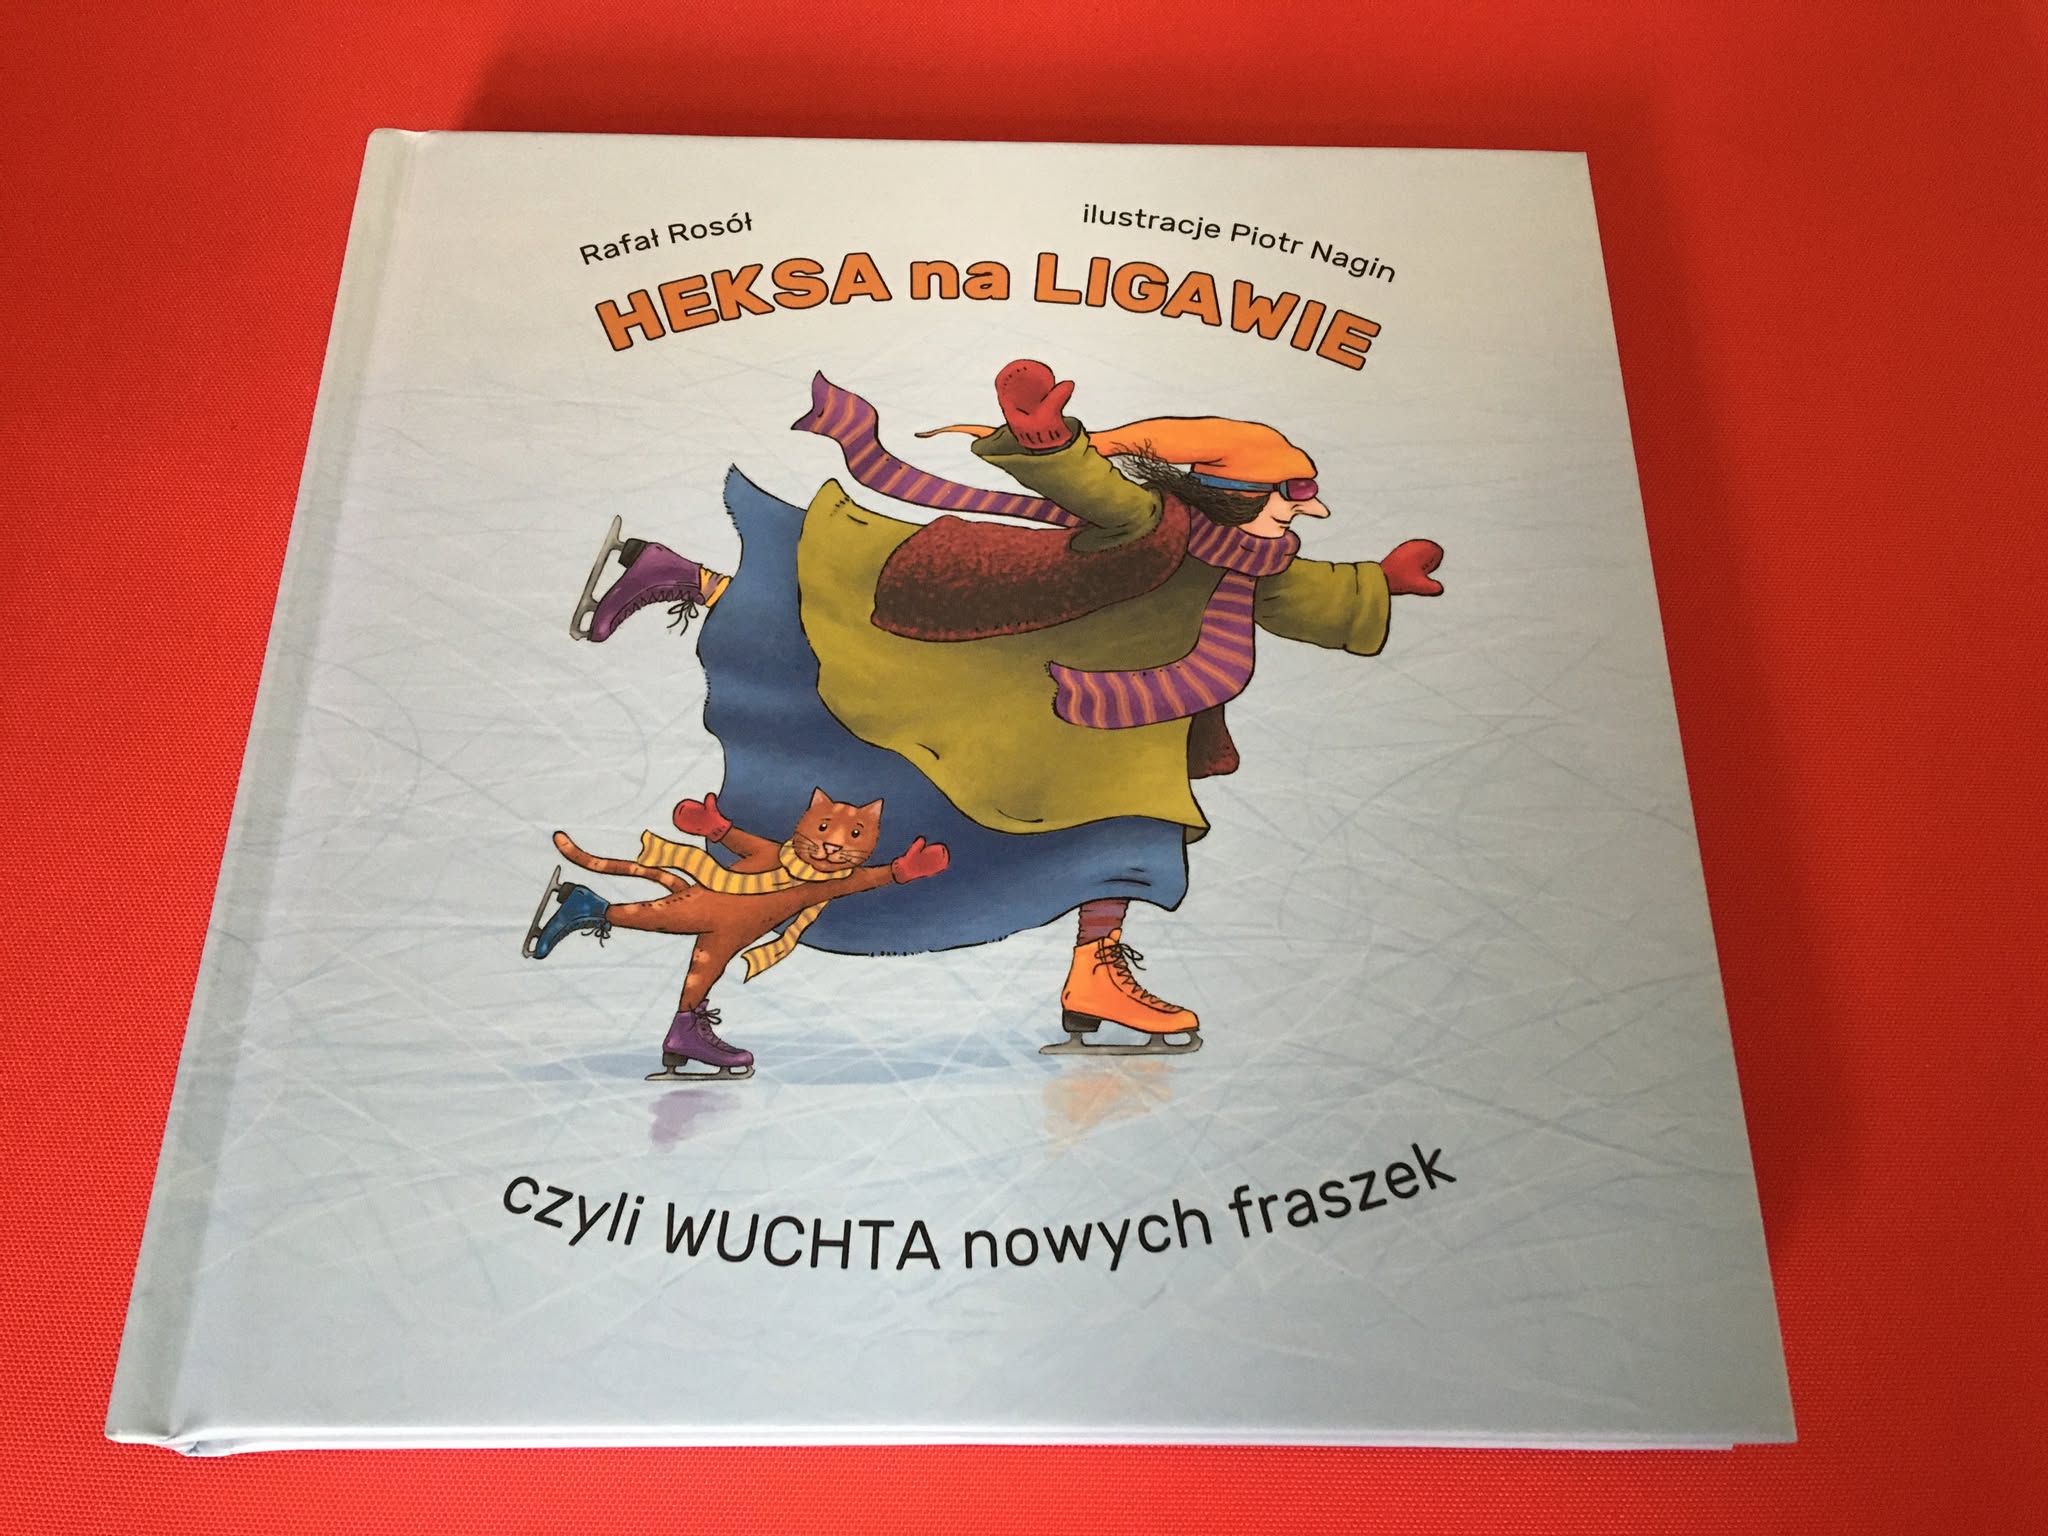 Rafał Rosół
ilustracje Piotr Nagin
HEKSA na LIGAWIE
czyli WUCHTA nowych fraszek